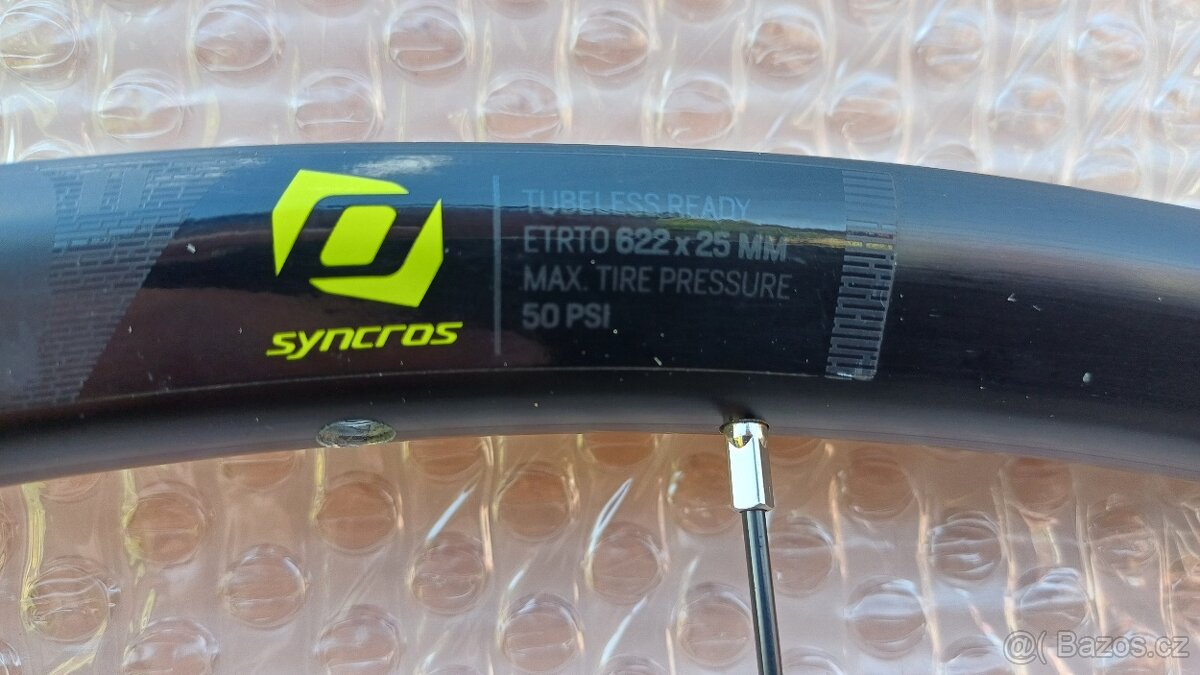 TUBELESS READY
ETRTO 622 x 25 MM
MAX. TIRE PRESSURE
50 PSI
syncros
@( Bazos.cz